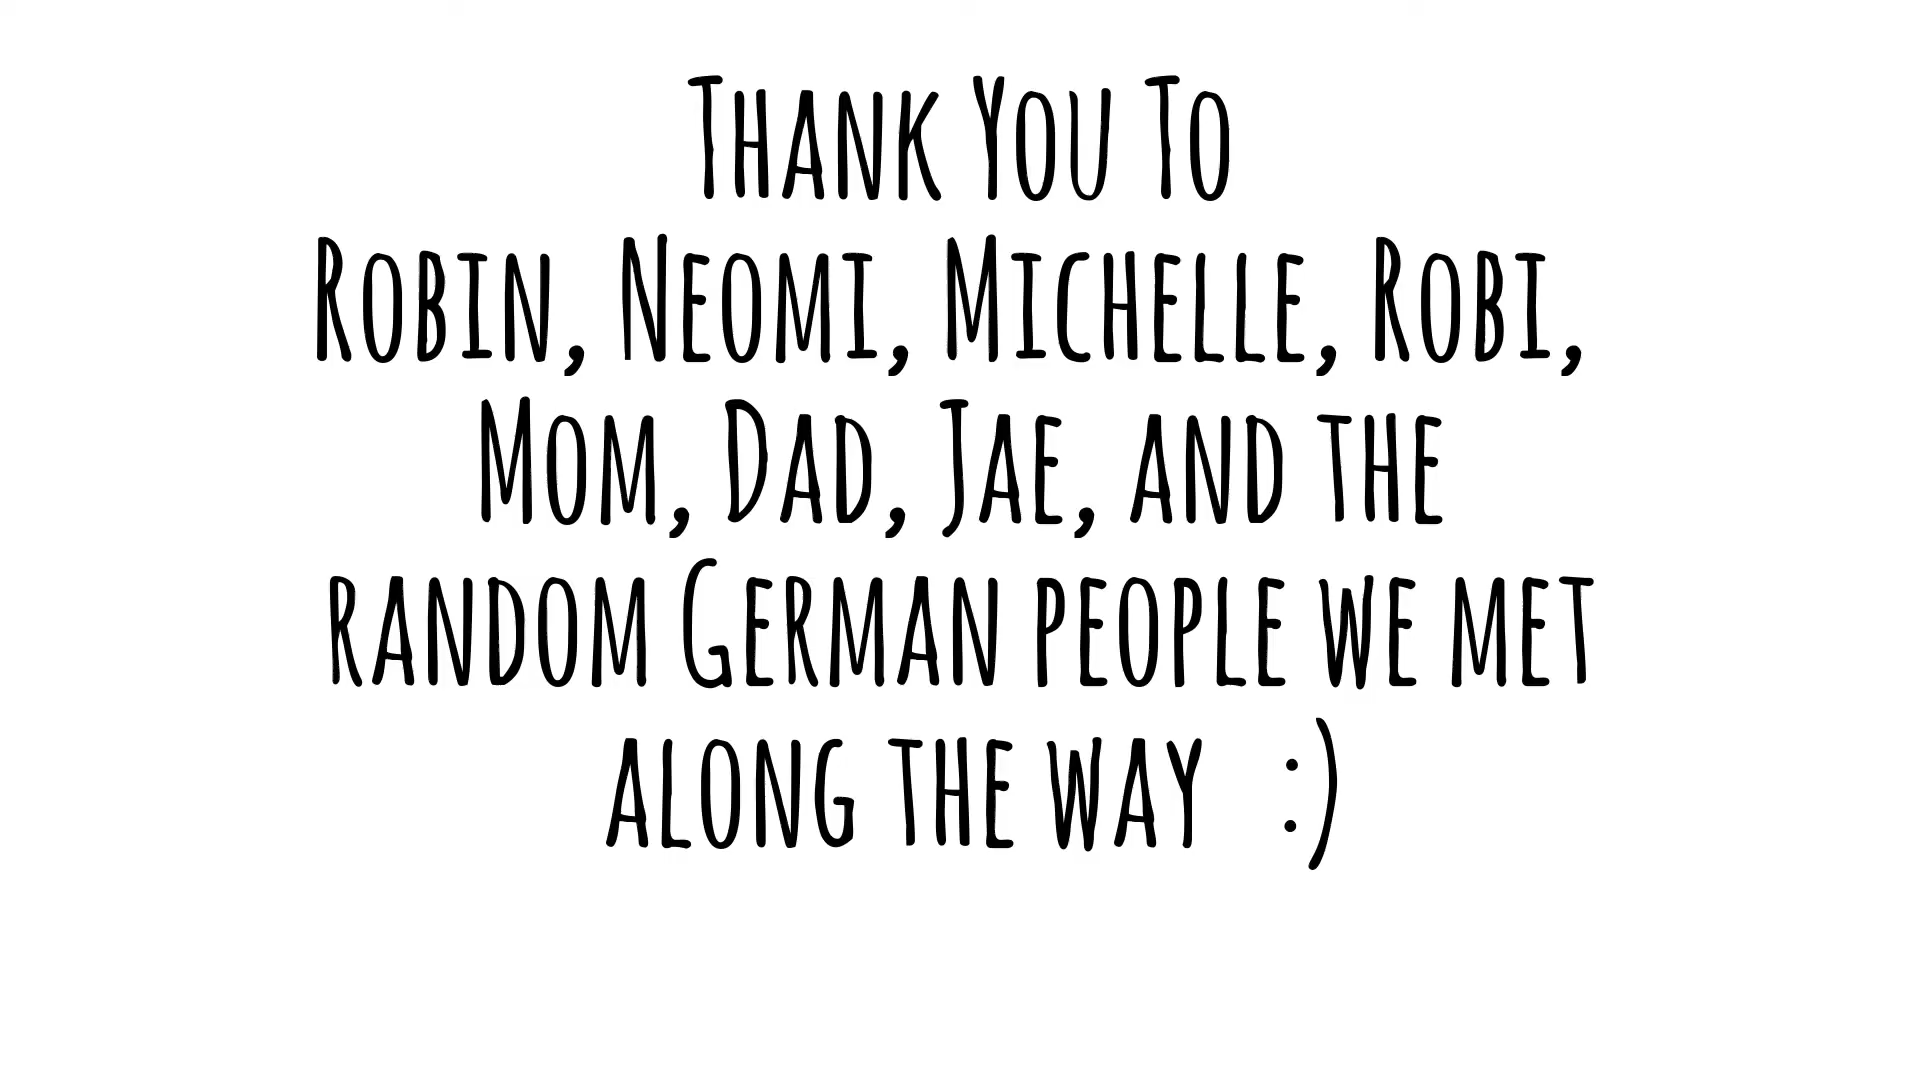 Thank You To
Robin, Neomi, Michelle, Robi,
Mom, Dad, Jae, and the
random German people we met
along the way :)